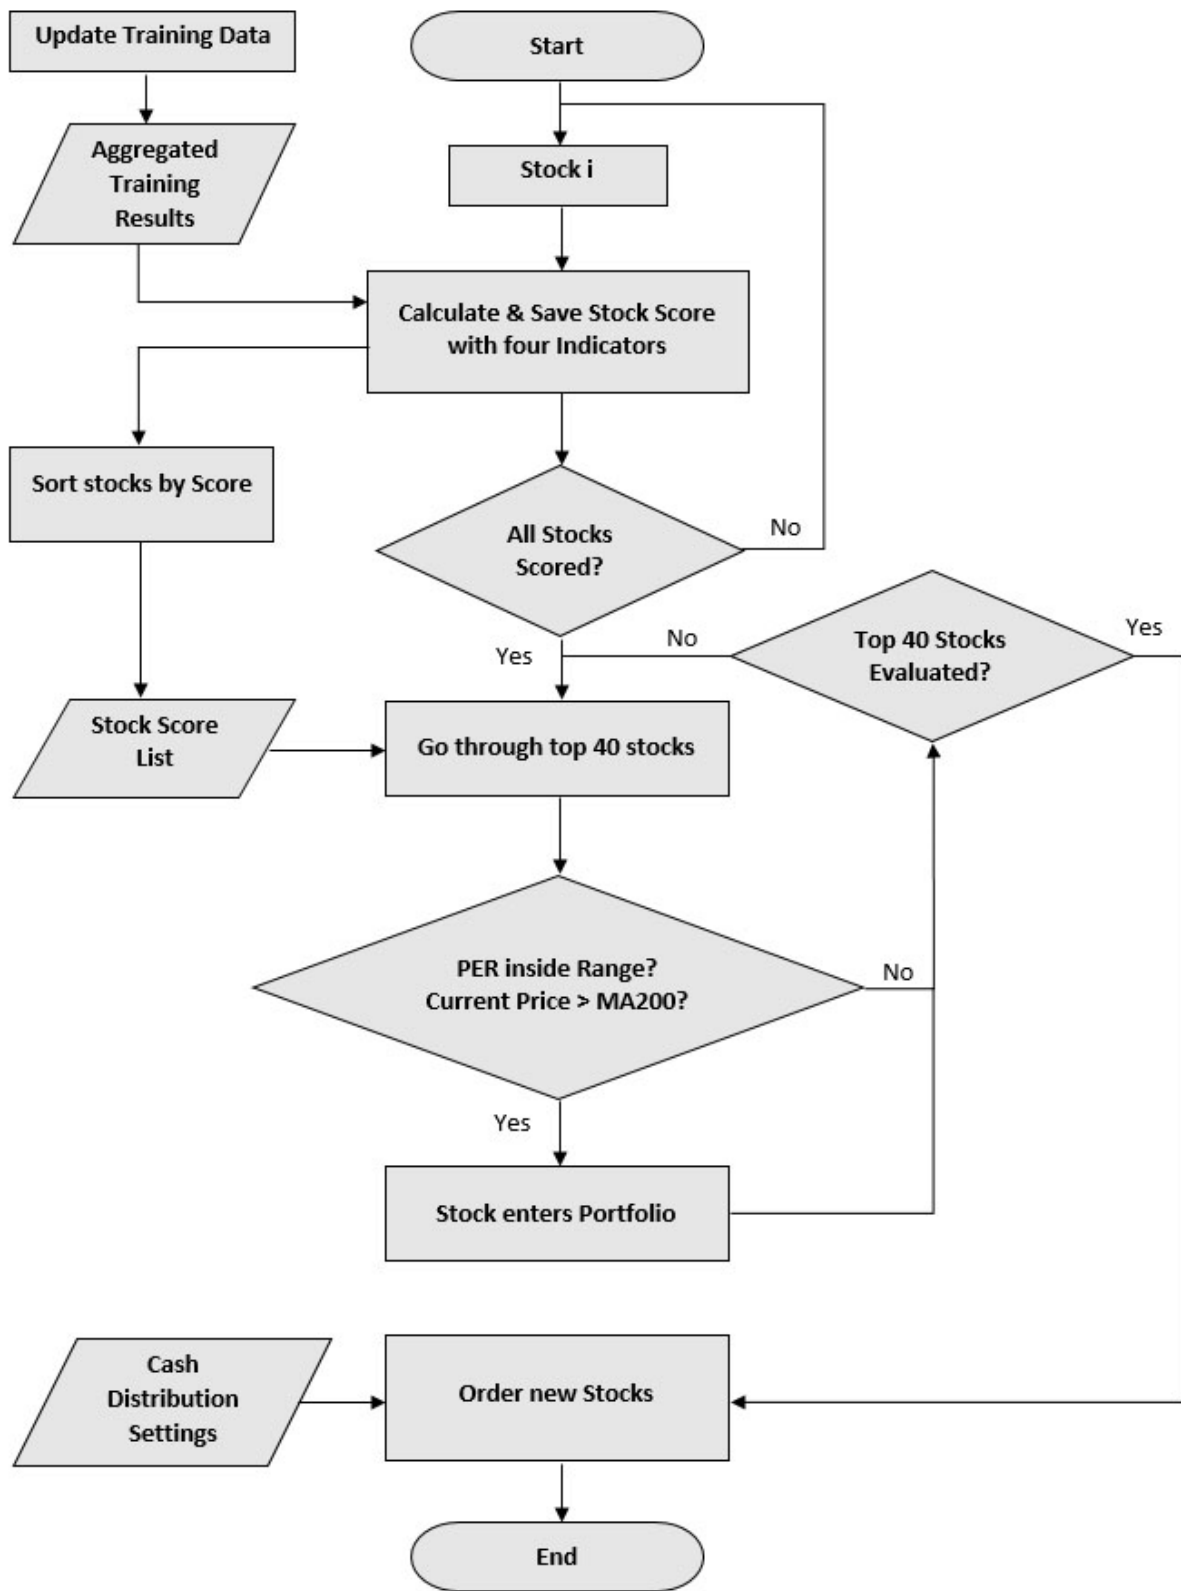 Update Training Data
Start
Aggregated
Training
Results
Stock i
Calculate & Save Stock Score
with four Indicators
Sort stocks by Score
All Stocks
Scored?
No
Yes
No
Top 40 Stocks
Evaluated?
Yes
Stock Score
List
Go through top 40 stocks
PER inside Range?
Current Price > MA200?
No
Yes
Stock enters Portfolio
Cash
Distribution
Settings
Order new Stocks
End